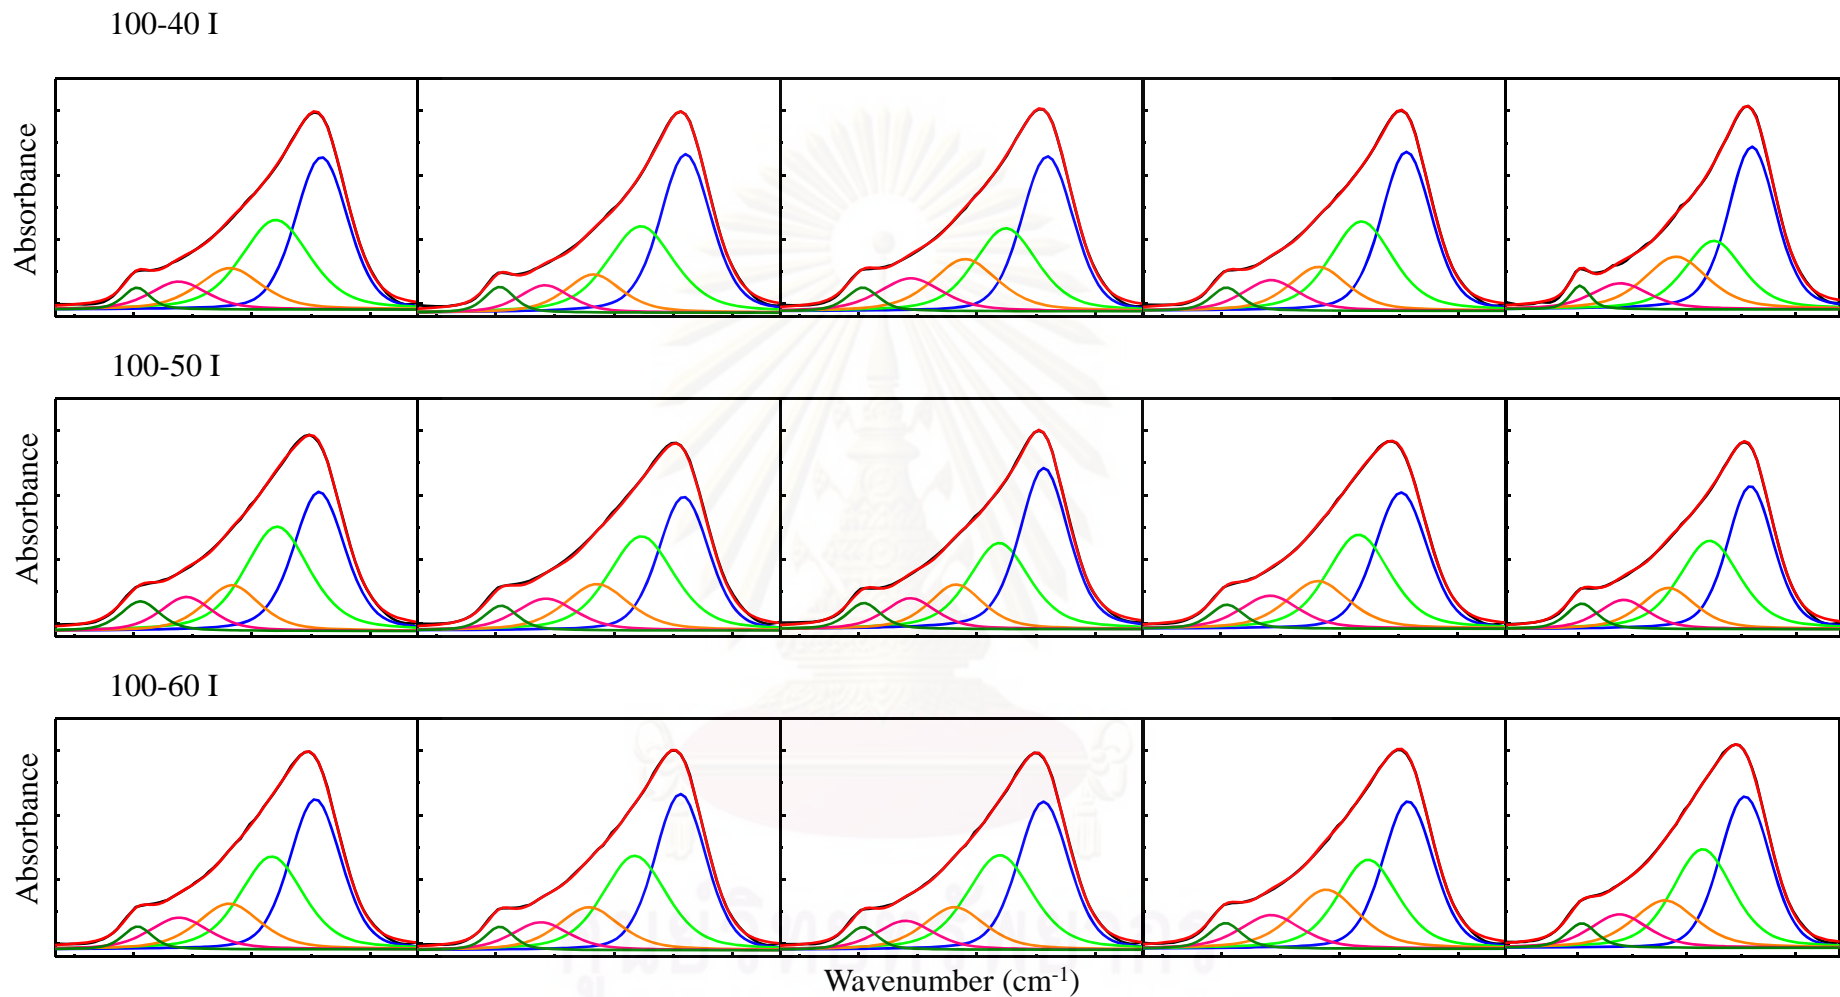 100-40 I
Absorbance
100-50 I
Absorbance
100-60 I
Absorbance
Wavenumber (cm⁻¹)